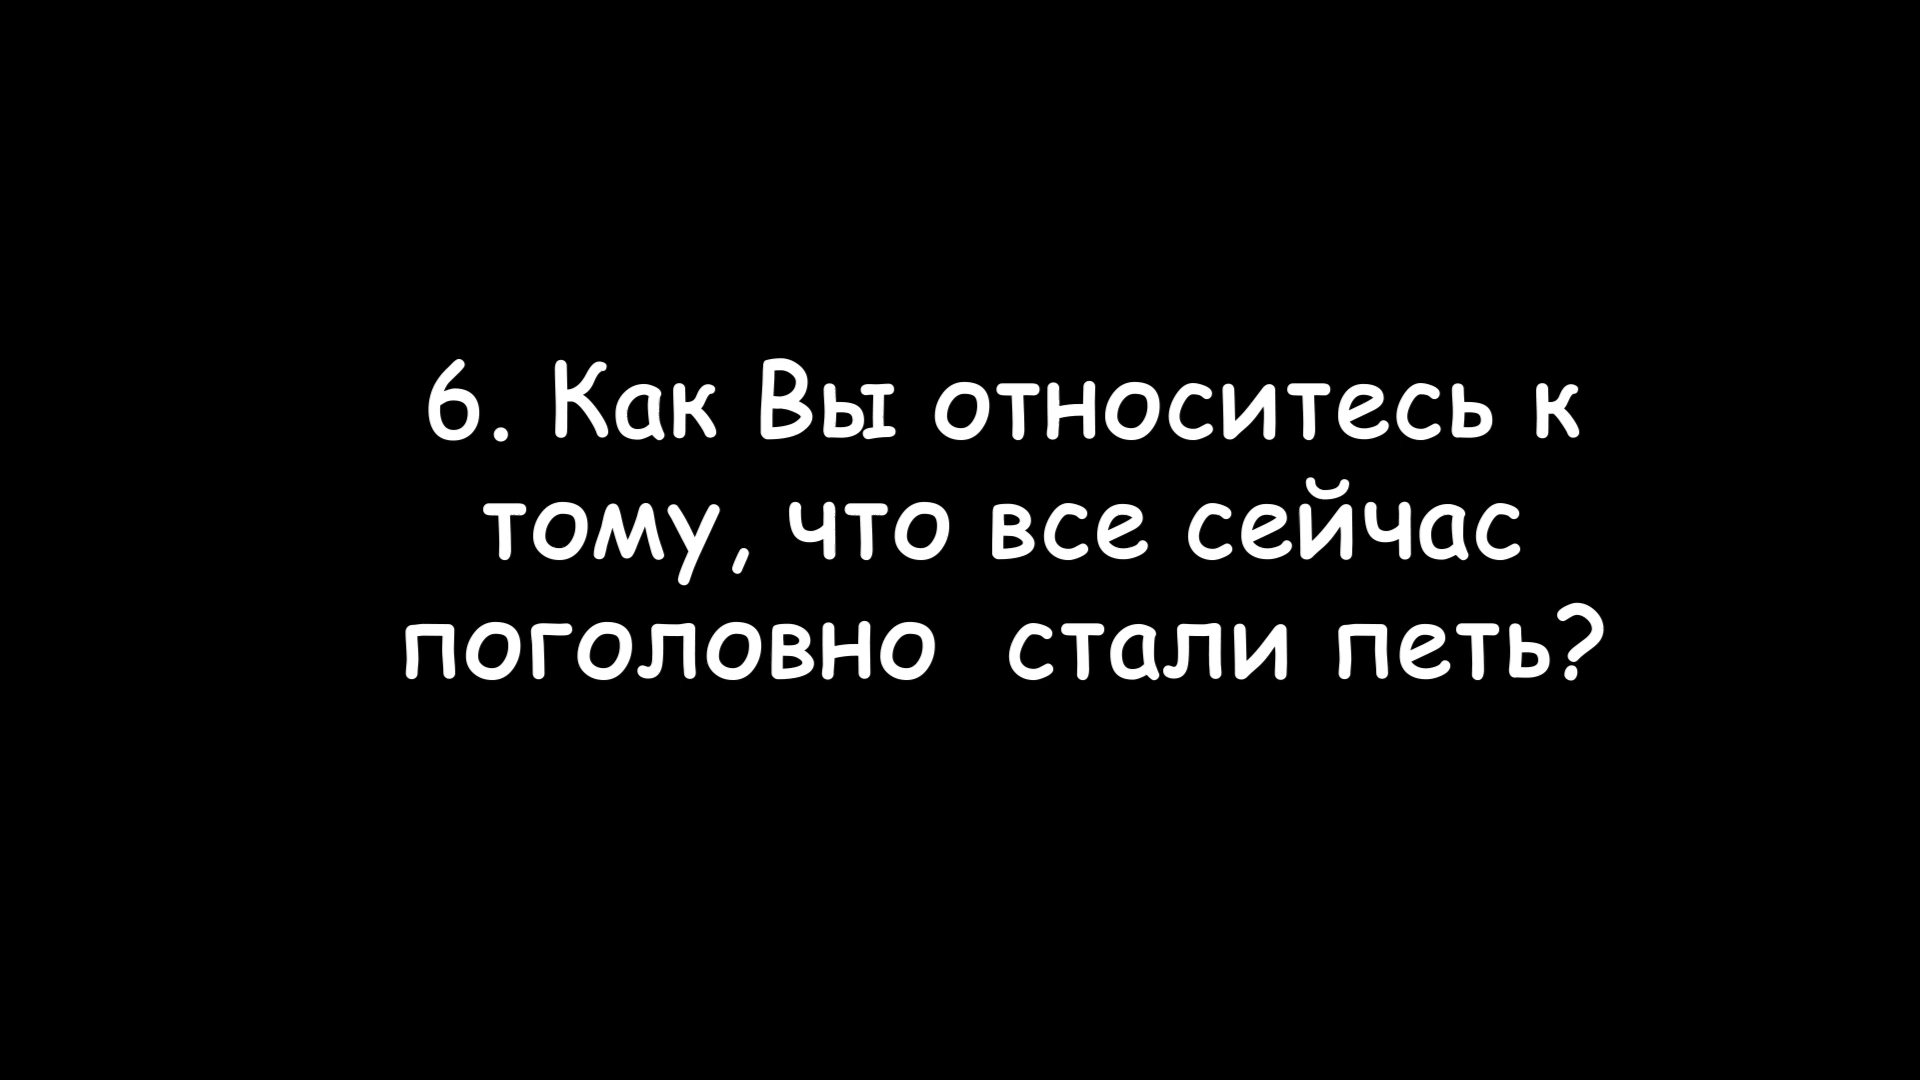 6. Как Вы относитесь к
тому, что все сейчас
поголовно  стали петь?